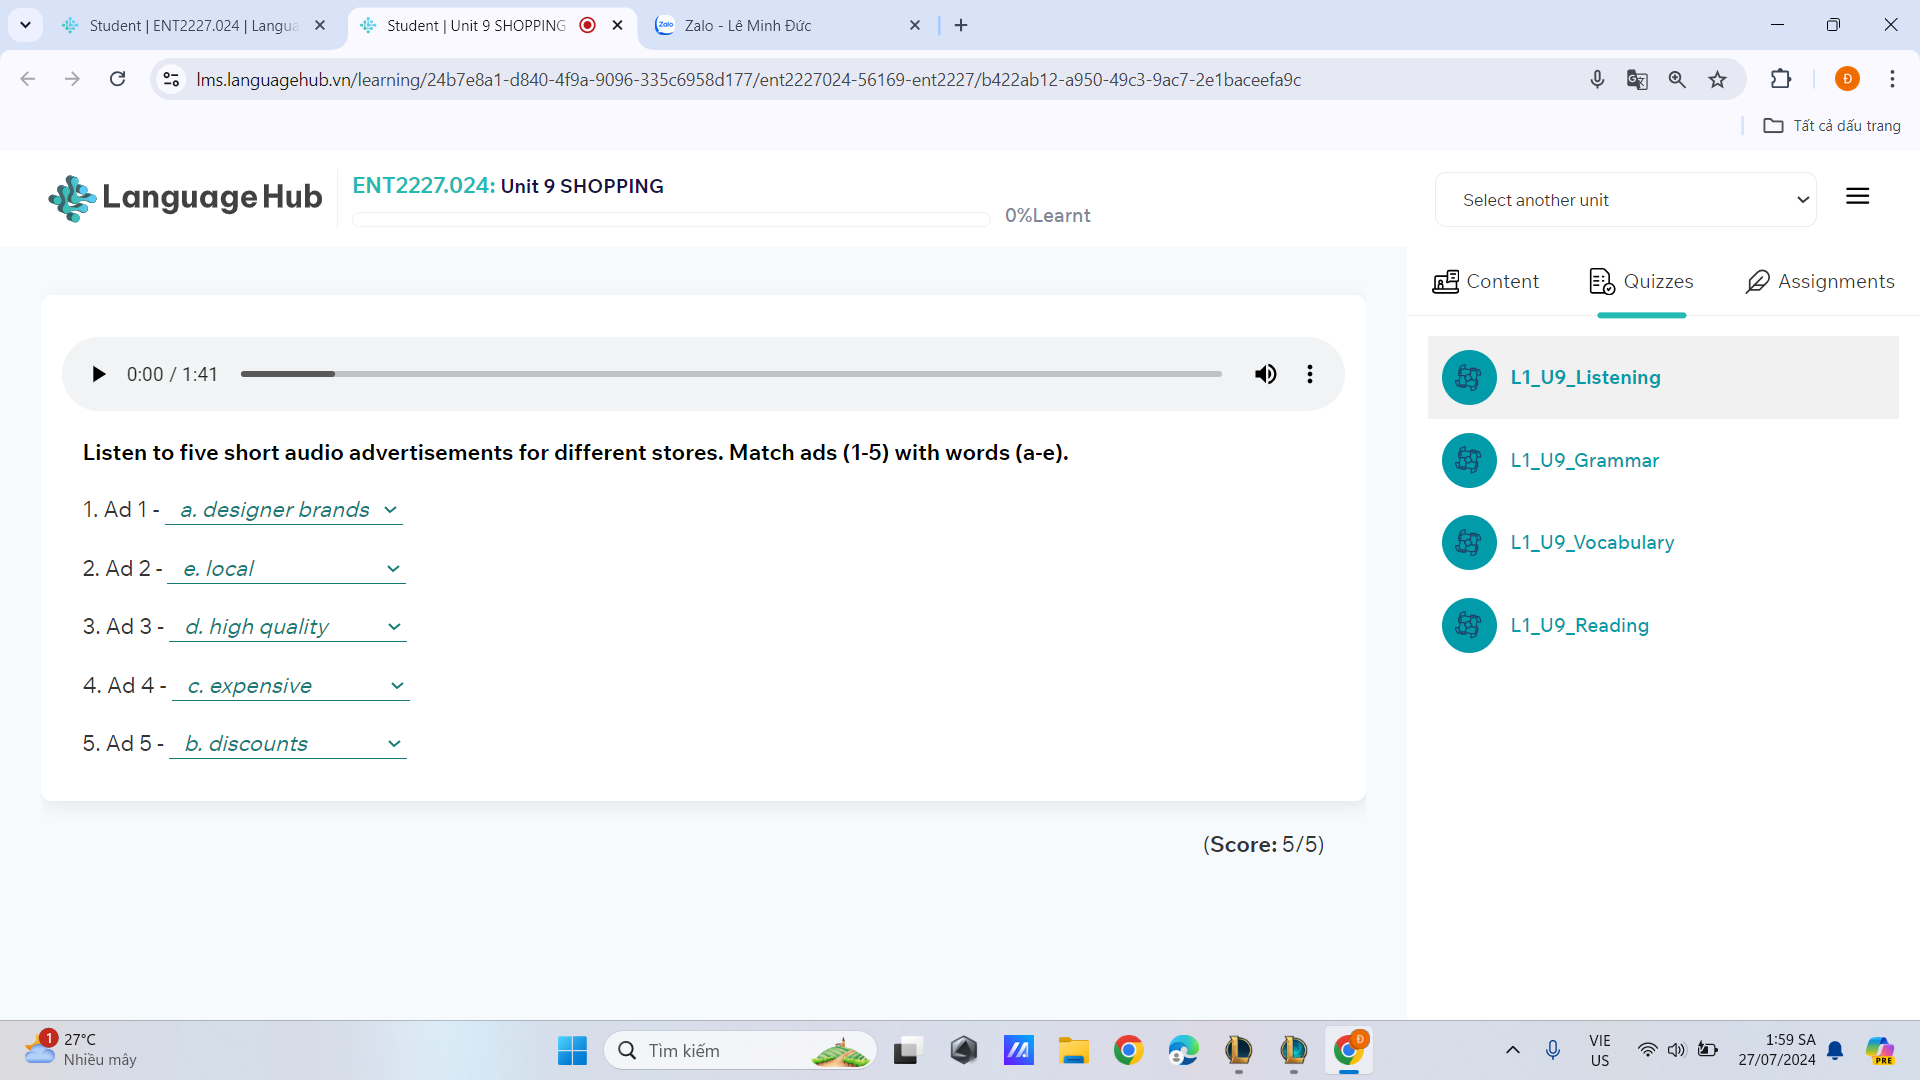 Student | ENT2227.024 | Langua
Student | Unit 9 SHOPPING
Zalo - Lê Minh Đức
lms.languagehub.vn/learning/24b7e8a1-d840-4f9a-9096-335c6958d177/ent2227024-56169-ent2227/b422ab12-a950-49c3-9ac7-2e1baceefa9c
Đ
Tất cả dấu trang
Language Hub
ENT2227.024: Unit 9 SHOPPING
0%Learnt
Select another unit
Content
Quizzes
Assignments
0:00 / 1:41
Listen to five short audio advertisements for different stores. Match ads (1-5) with words (a-e).
1. Ad 1 - a. designer brands
2. Ad 2 - e. local
3. Ad 3 - d. high quality
4. Ad 4 - c. expensive
5. Ad 5 - b. discounts
(Score: 5/5)
L1_U9_Listening
L1_U9_Grammar
L1_U9_Vocabulary
L1_U9_Reading
1
27°C
Nhiều mây
Tìm kiếm
Đ
VIE
US
1:59 SA
27/07/2024
PRE